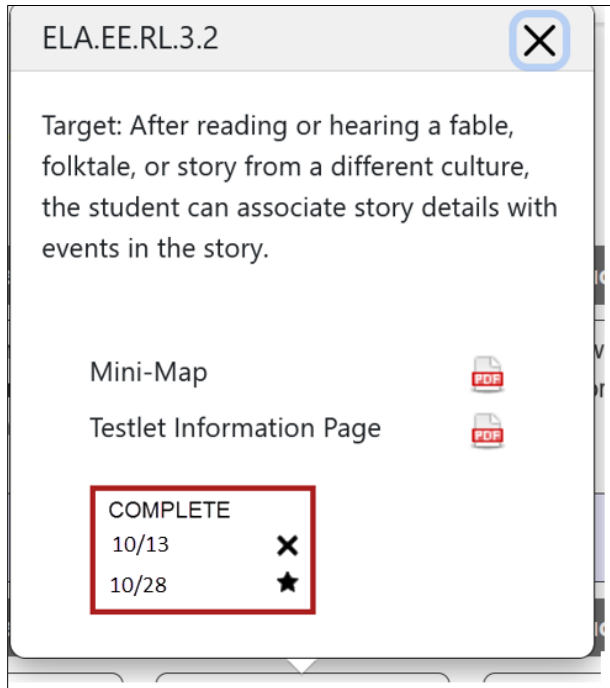 ELA.EE.RL.3.2
Target: After reading or hearing a fable,
folktale, or story from a different culture,
the student can associate story details with
events in the story.
Mini-Map PDF
Testlet Information Page PDF
COMPLETE
10/13
10/28